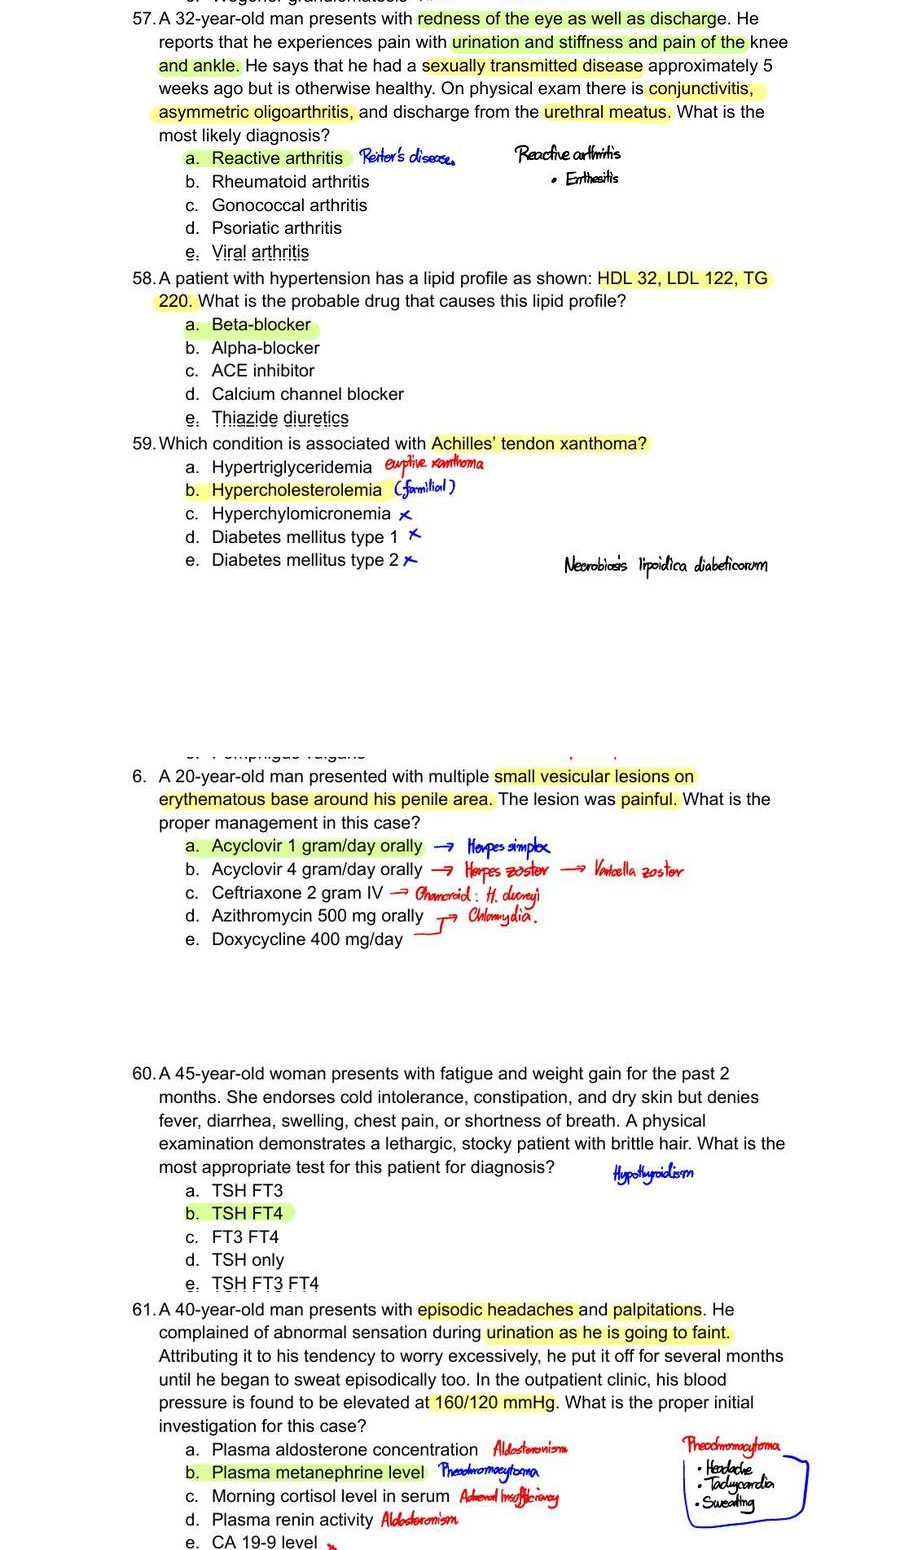 57. A 32-year-old man presents with redness of the eye as well as discharge. He
reports that he experiences pain with urination and stiffness and pain of the knee
and ankle. He says that he had a sexually transmitted disease approximately 5
weeks ago but is otherwise healthy. On physical exam there is conjunctivitis,
asymmetric oligoarthritis, and discharge from the urethral meatus. What is the
most likely diagnosis?
a. Reactive arthritis Reiter's disease. Reactive arthritis
b. Rheumatoid arthritis • Enthesitis
c. Gonococcal arthritis
d. Psoriatic arthritis
e. Viral arthritis
58. A patient with hypertension has a lipid profile as shown: HDL 32, LDL 122, TG
220. What is the probable drug that causes this lipid profile?
a. Beta-blocker
b. Alpha-blocker
c. ACE inhibitor
d. Calcium channel blocker
e. Thiazide diuretics
59. Which condition is associated with Achilles' tendon xanthoma?
a. Hypertriglyceridemia euptive xanthoma
b. Hypercholesterolemia (familial)
c. Hyperchylomicronemia x
d. Diabetes mellitus type 1 x
e. Diabetes mellitus type 2 x Necrobiosis lipoidica diabeticorum
6. A 20-year-old man presented with multiple small vesicular lesions on
erythematous base around his penile area. The lesion was painful. What is the
proper management in this case?
a. Acyclovir 1 gram/day orally → Herpes simplex
b. Acyclovir 4 gram/day orally → Herpes zoster → Varicella zoster
c. Ceftriaxone 2 gram IV → Chancroid : H. ducreyi
d. Azithromycin 500 mg orally → Chlamydia.
e. Doxycycline 400 mg/day
60. A 45-year-old woman presents with fatigue and weight gain for the past 2
months. She endorses cold intolerance, constipation, and dry skin but denies
fever, diarrhea, swelling, chest pain, or shortness of breath. A physical
examination demonstrates a lethargic, stocky patient with brittle hair. What is the
most appropriate test for this patient for diagnosis? Hypothyroidism
a. TSH FT3
b. TSH FT4
c. FT3 FT4
d. TSH only
e. TSH FT3 FT4
61. A 40-year-old man presents with episodic headaches and palpitations. He
complained of abnormal sensation during urination as he is going to faint.
Attributing it to his tendency to worry excessively, he put it off for several months
until he began to sweat episodically too. In the outpatient clinic, his blood
pressure is found to be elevated at 160/120 mmHg. What is the proper initial
investigation for this case?
a. Plasma aldosterone concentration Aldosteronism Pheochromocytoma
b. Plasma metanephrine level Pheochromocytoma • Headache
c. Morning cortisol level in serum Adrenal Insufficiency • Tachycardia
d. Plasma renin activity Aldosteronism • Sweating
e. CA 19-9 level